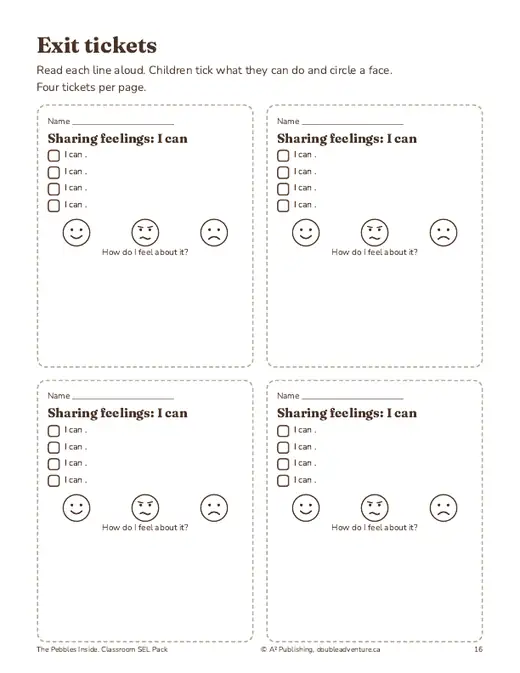 Exit tickets
Read each line aloud. Children tick what they can do and circle a face.
Four tickets per page.
Name ____________________
Sharing feelings: I can
I can .
I can .
I can .
I can .
How do I feel about it?
Name ____________________
Sharing feelings: I can
I can .
I can .
I can .
I can .
How do I feel about it?
Name ____________________
Sharing feelings: I can
I can .
I can .
I can .
I can .
How do I feel about it?
Name ____________________
Sharing feelings: I can
I can .
I can .
I can .
I can .
How do I feel about it?
The Pebbles Inside. Classroom SEL Pack
© A² Publishing, doubleadventure.ca
16